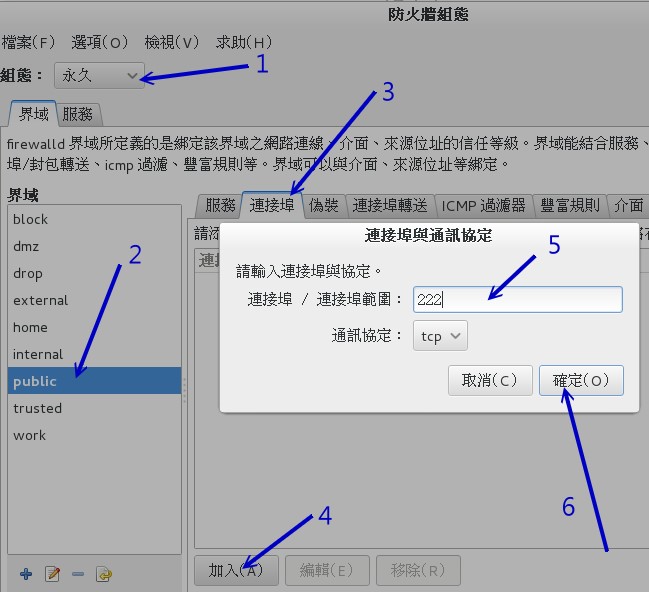 防火牆組態
檔案(F) 選項(O) 檢視(V) 求助(H)
1
組態： 永久
3
界域 服務
firewalld 界域所定義的是綁定該界域之網路連線、介面、來源位址的信任等級。界域能結合服務、
埠/封包轉送、icmp 過濾、豐富規則等。界域可以與介面、來源位址等綁定。
界域
服務 連接埠 偽裝 連接埠轉送 ICMP 過濾器 豐富規則 介面
block
dmz
drop
external
home
internal
public
trusted
work
2
請添
連接埠與通訊協定
5
請輸入連接埠與協定。
連接埠 / 連接埠範圍： 222
通訊協定： tcp
取消(C) 確定(O)
6
4
加入(A) 編輯(E) 移除(R)